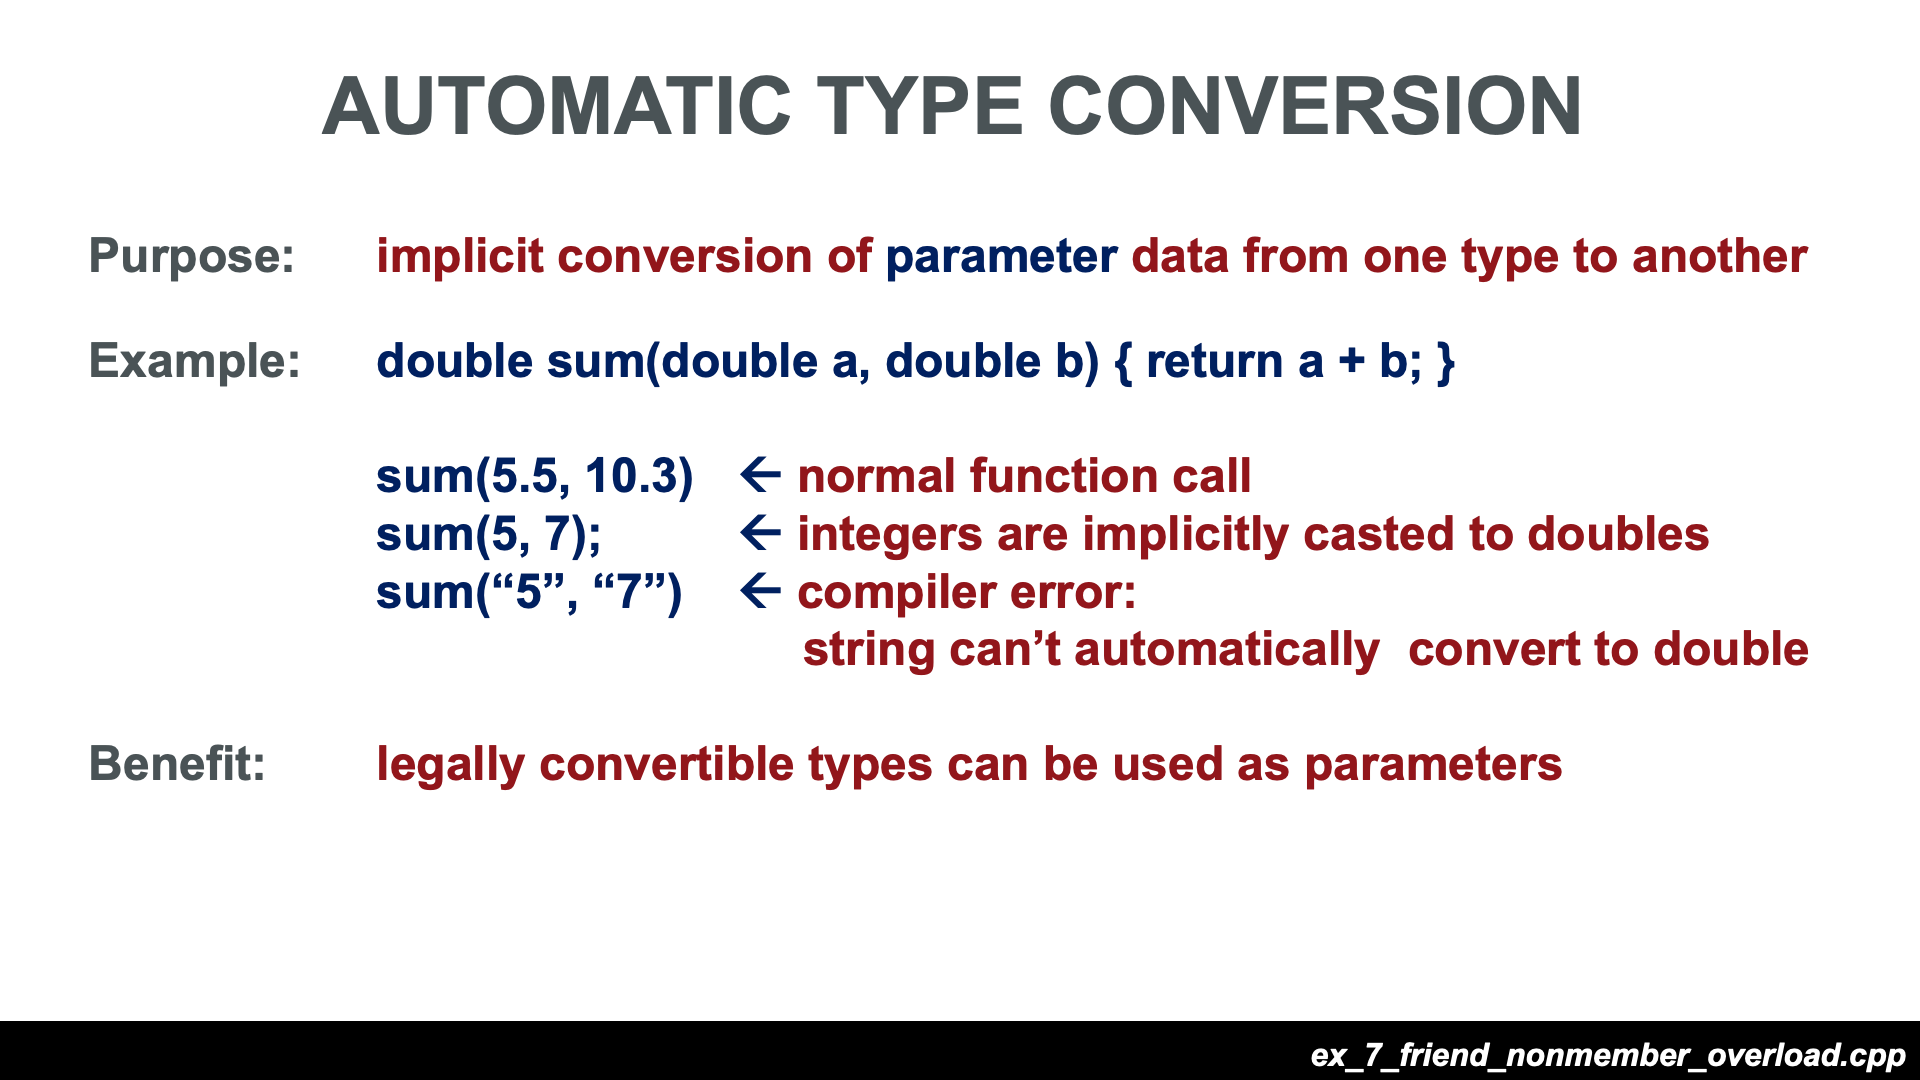 AUTOMATIC TYPE CONVERSION
Purpose: implicit conversion of parameter data from one type to another
Example: double sum(double a, double b) { return a + b; }
sum(5.5, 10.3) ← normal function call
sum(5, 7); ← integers are implicitly casted to doubles
sum(“5”, “7”) ← compiler error:
string can’t automatically  convert to double
Benefit: legally convertible types can be used as parameters
ex_7_friend_nonmember_overload.cpp